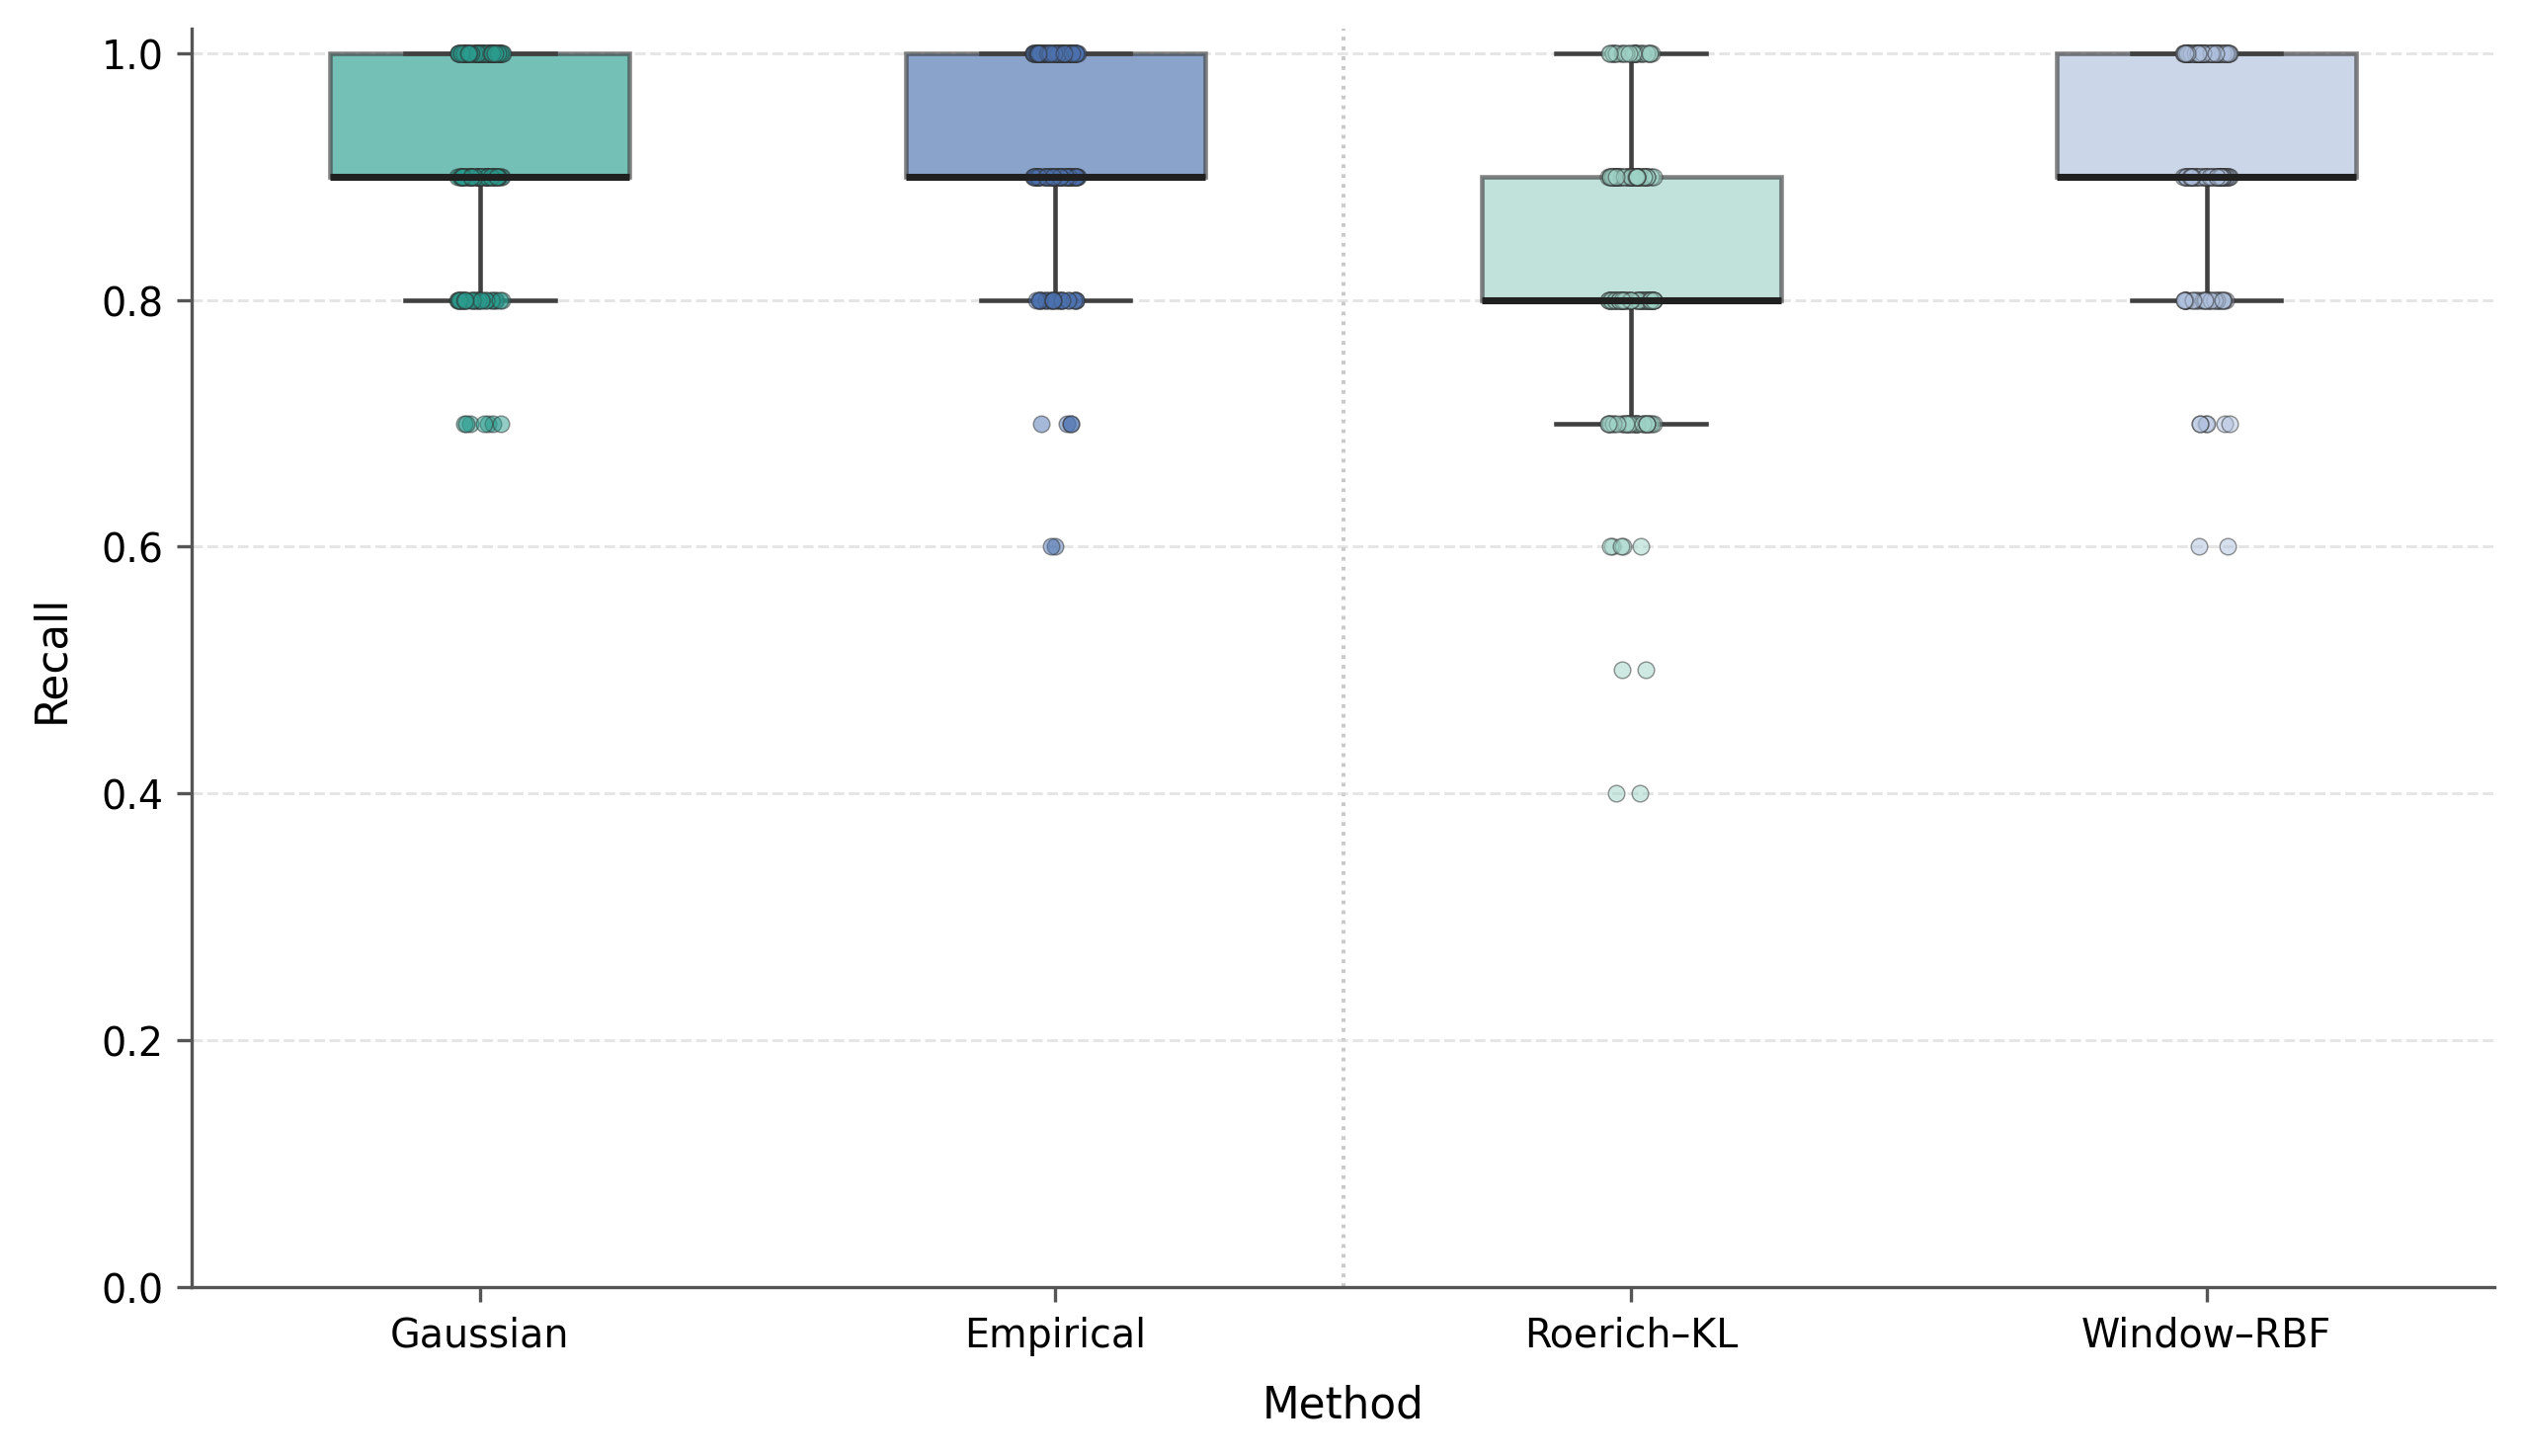 1.0
0.8
0.6
0.4
0.2
0.0
Recall
Gaussian
Empirical
Roerich–KL
Window–RBF
Method